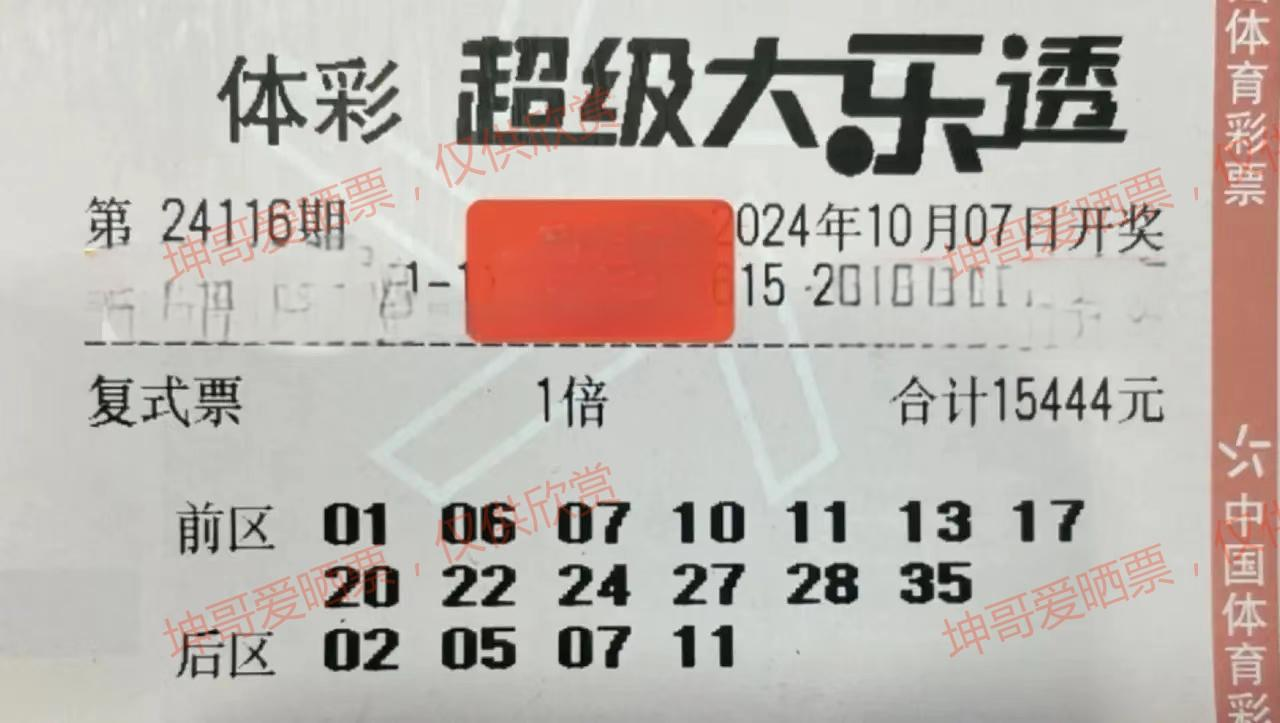 体彩 超级大乐透
第 24116期 2024年10月07日开奖
1-1 615
复式票 1倍 合计15444元
前区 01 06 07 10 11 13 17
20 22 24 27 28 35
后区 02 05 07 11
体育彩票
中国体育彩
坤哥爱晒票，仅供欣赏
坤哥爱晒票，
坤哥爱晒票，仅供欣赏
坤哥爱晒票，